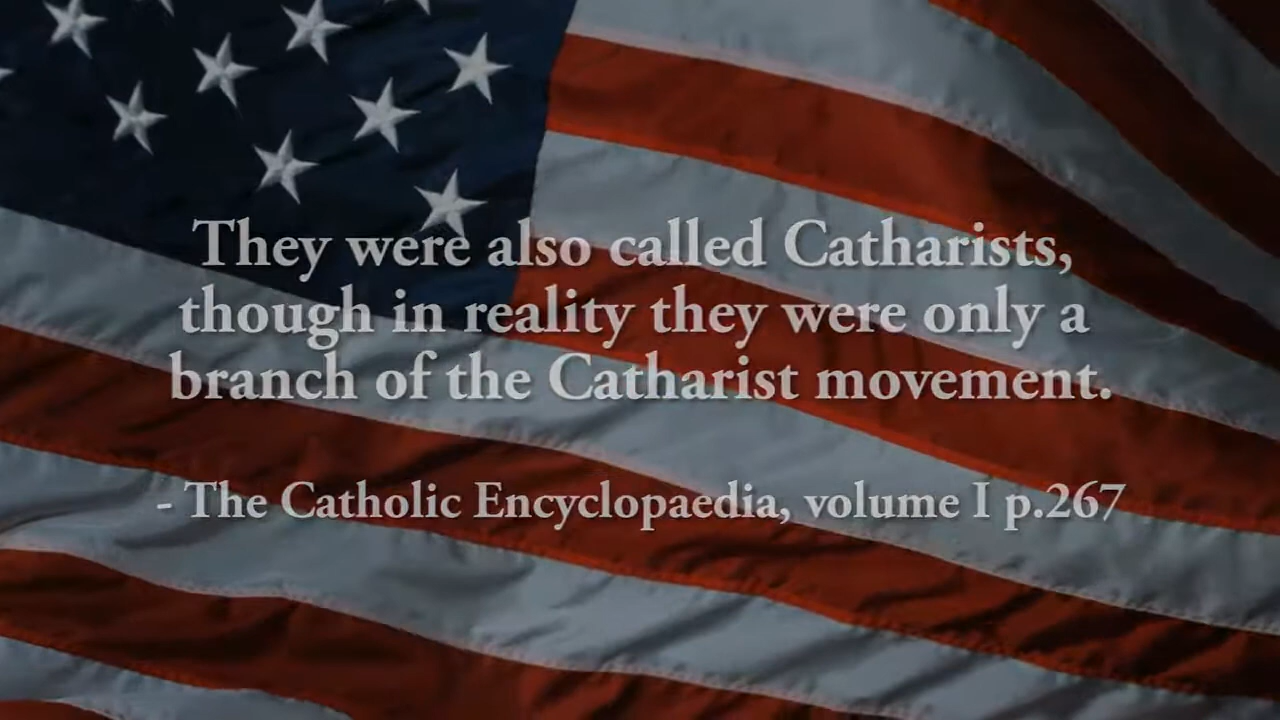 They were also called Catharists,
though in reality they were only a
branch of the Catharist movement.
- The Catholic Encyclopaedia, volume I p.267